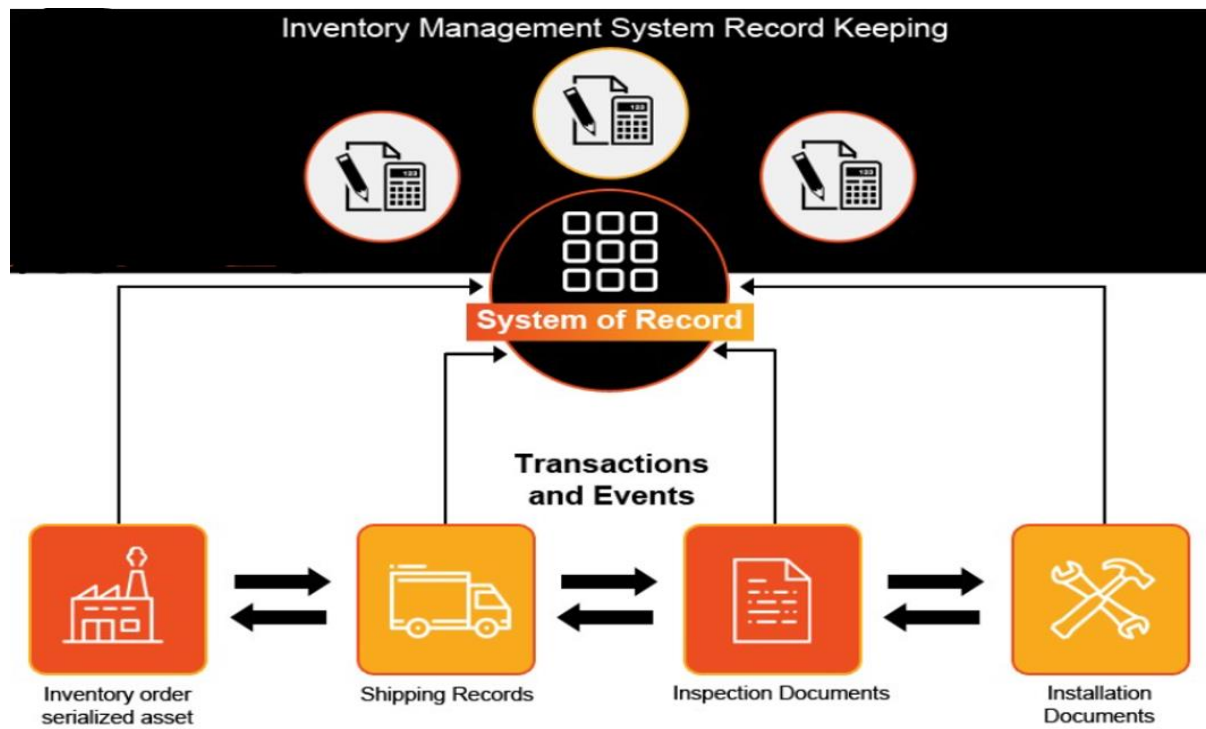 Inventory Management System Record Keeping
123
123
123
System of Record
Transactions
and Events
Inventory order
serialized asset
Shipping Records
Inspection Documents
Installation
Documents